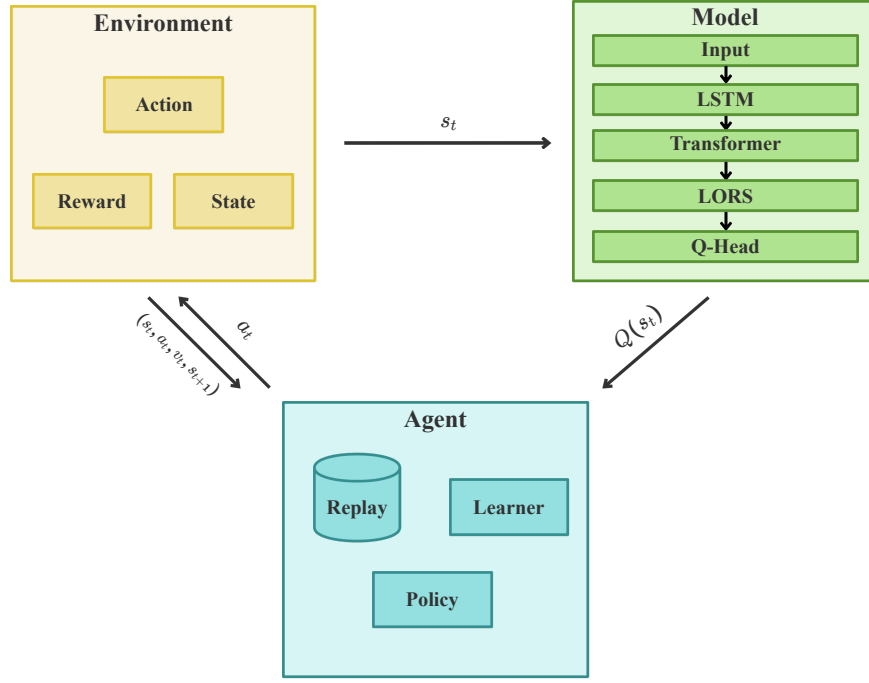 Environment
Action
Reward
State
s_t
Model
Input
LSTM
Transformer
LORS
Q-Head
(s_t, a_t, v_t, s_{t+1})
a_t
Q(s_t)
Agent
Replay
Learner
Policy